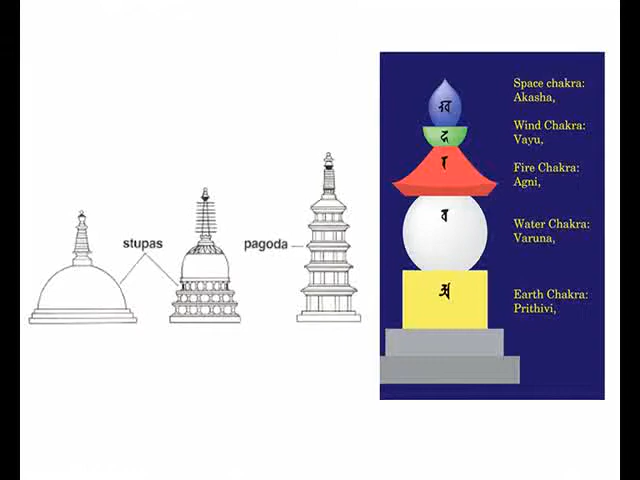 stupas
pagoda
Space chakra:
Akasha,
Wind Chakra:
Vayu,
Fire Chakra:
Agni,
Water Chakra:
Varuna,
Earth Chakra:
Prithivi,